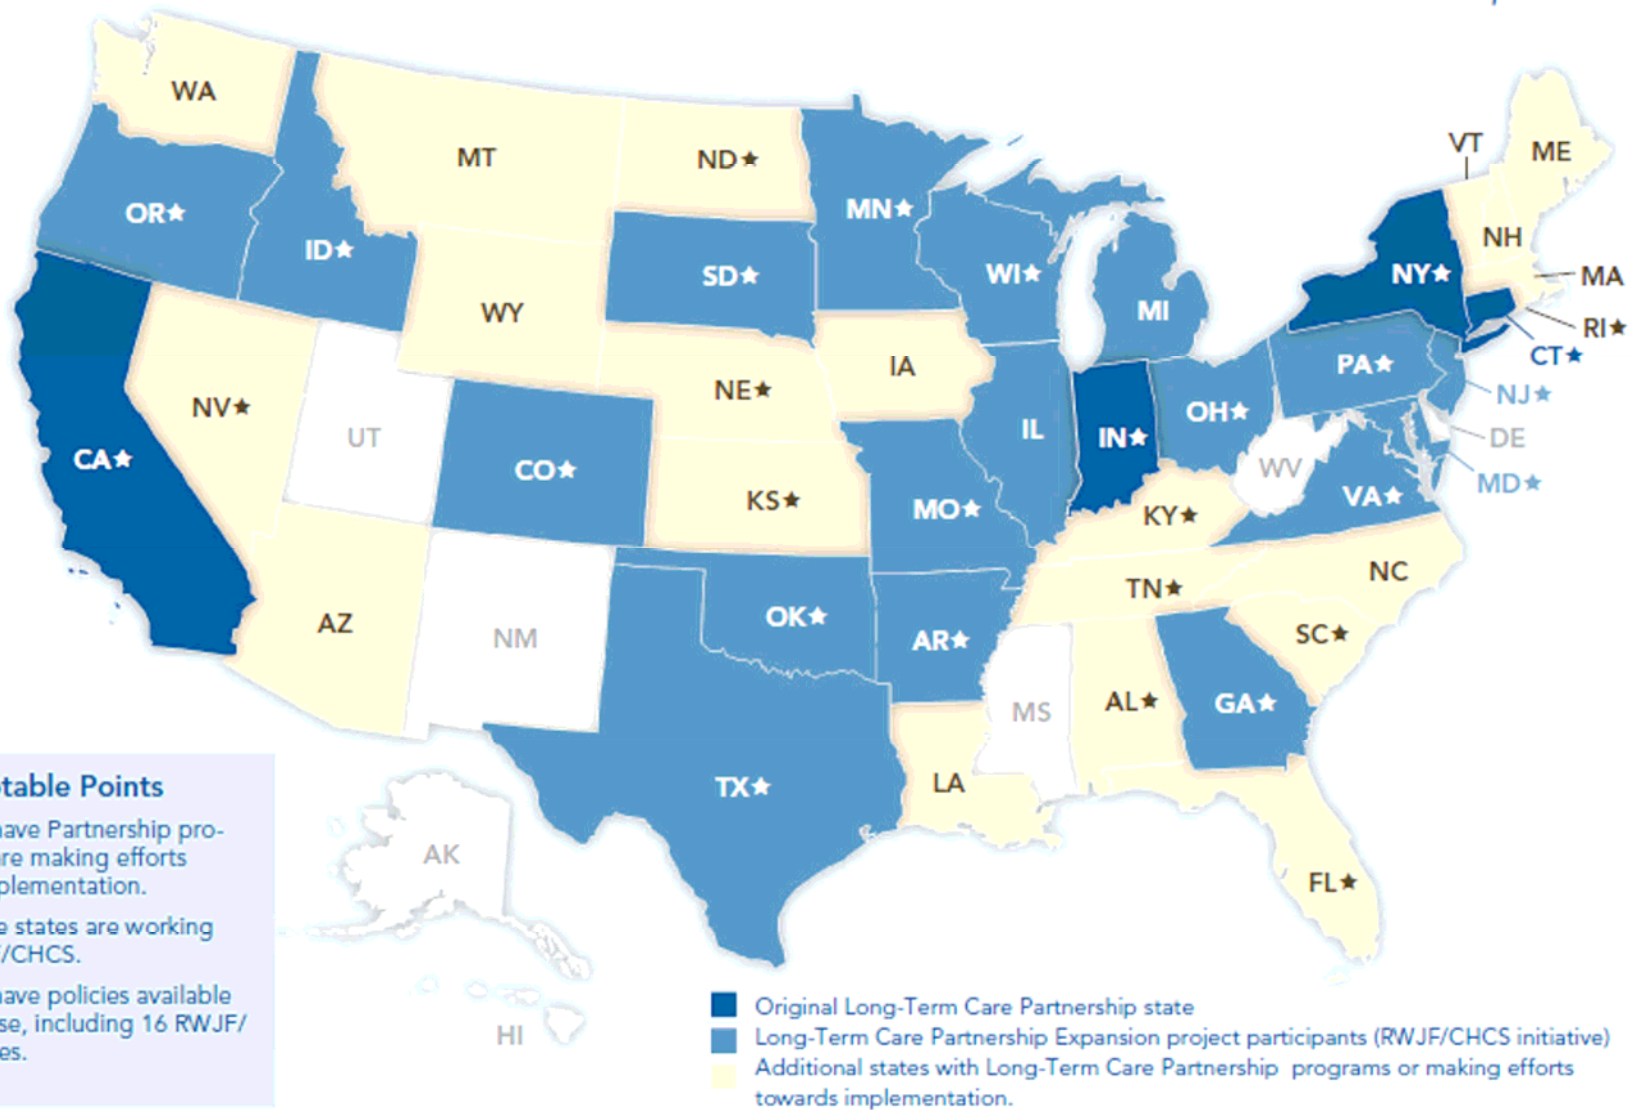 WA
MT
ND★
VT
ME
OR★
ID★
MN★
NH
SD★
WI★
NY★
MA
WY
MI
RI★
IA
PA★
CT★
NV★
NE★
NJ★
UT
IL
IN★
OH★
DE
CA★
CO★
WV
MD★
KS★
MO★
KY★
VA★
AZ
NM
OK★
AR★
TN★
NC
SC★
MS
AL★
GA★
TX★
LA
FL★
AK
HI
table Points
have Partnership pro-
re making efforts
plementation.
e states are working
/CHCS.
have policies available
se, including 16 RWJF/
es.
Original Long-Term Care Partnership state
Long-Term Care Partnership Expansion project participants (RWJF/CHCS initiative)
Additional states with Long-Term Care Partnership programs or making efforts
towards implementation.